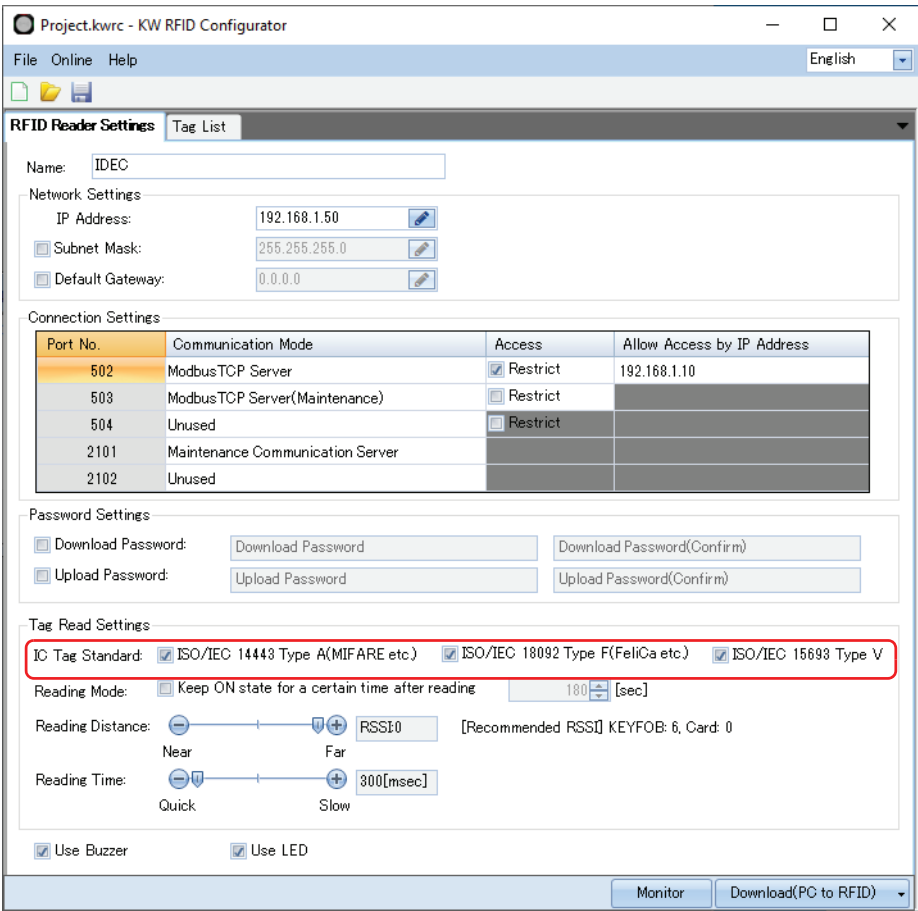 Project.kwrc - KW RFID Configurator
File Online Help English
RFID Reader Settings Tag List
Name: IDEC
Network Settings
IP Address: 192.168.1.50
Subnet Mask: 255.255.255.0
Default Gateway: 0.0.0.0
Connection Settings
Port No. Communication Mode Access Allow Access by IP Address
502 ModbusTCP Server Restrict 192.168.1.10
503 ModbusTCP Server(Maintenance) Restrict
504 Unused Restrict
2101 Maintenance Communication Server
2102 Unused
Password Settings
Download Password: Download Password Download Password(Confirm)
Upload Password: Upload Password Upload Password(Confirm)
Tag Read Settings
IC Tag Standard: ISO/IEC 14443 Type A(MIFARE etc.) ISO/IEC 18092 Type F(FeliCa etc.) ISO/IEC 15693 Type V
Reading Mode: Keep ON state for a certain time after reading 180 [sec]
Reading Distance: RSSI:0 [Recommended RSSI] KEYFOB: 6, Card: 0
Near Far
Reading Time: 300[msec]
Quick Slow
Use Buzzer Use LED
Monitor Download(PC to RFID)